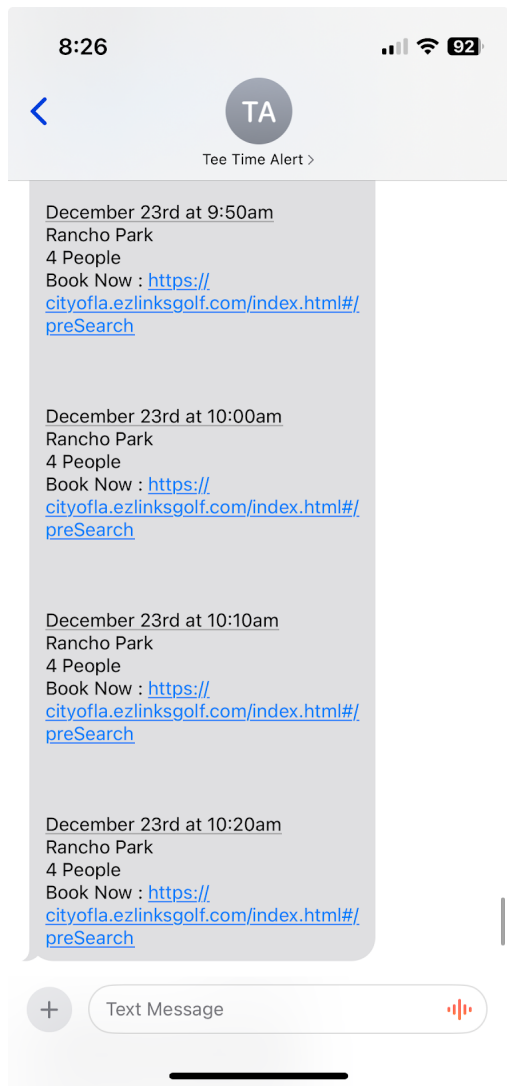 8:26
92
TA
Tee Time Alert >
December 23rd at 9:50am
Rancho Park
4 People
Book Now : https://
cityofla.ezlinksgolf.com/index.html#/
preSearch
December 23rd at 10:00am
Rancho Park
4 People
Book Now : https://
cityofla.ezlinksgolf.com/index.html#/
preSearch
December 23rd at 10:10am
Rancho Park
4 People
Book Now : https://
cityofla.ezlinksgolf.com/index.html#/
preSearch
December 23rd at 10:20am
Rancho Park
4 People
Book Now : https://
cityofla.ezlinksgolf.com/index.html#/
preSearch
Text Message